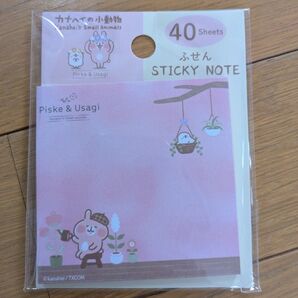 カナヘイの小動物
Kanahei's Small Animals
Piske & Usagi
40 Sheets
ふせん
STICKY NOTE
Piske & Usagi
©kanahei/TXCOM